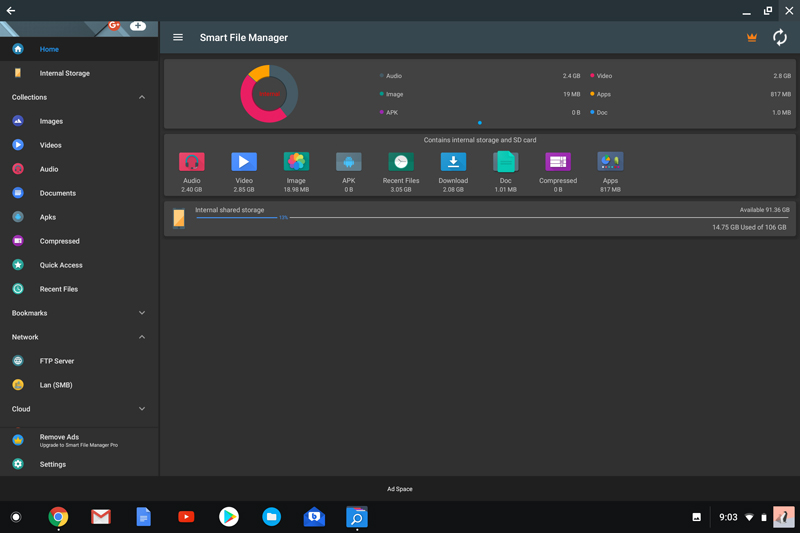 G+
Home
Internal Storage
Collections
Images
Videos
Audio
Documents
Apks
Compressed
Quick Access
Recent Files
Bookmarks
Network
FTP Server
Lan (SMB)
Cloud
Remove Ads
Upgrade to Smart File Manager Pro
Settings
Smart File Manager
Audio 2.4 GB Video 2.8 GB
Image 19 MB Apps 817 MB
APK 0 B Doc 1.0 MB
Contains internal storage and SD card
Audio Video Image APK Recent Files Download Doc Compressed Apps
2.40 GB 2.85 GB 18.98 MB 0 B 3.05 GB 2.08 GB 1.01 MB 0 B 817 MB
Internal shared storage Available 91.36 GB
13%
14.75 GB Used of 106 GB
Ad Space
9:03